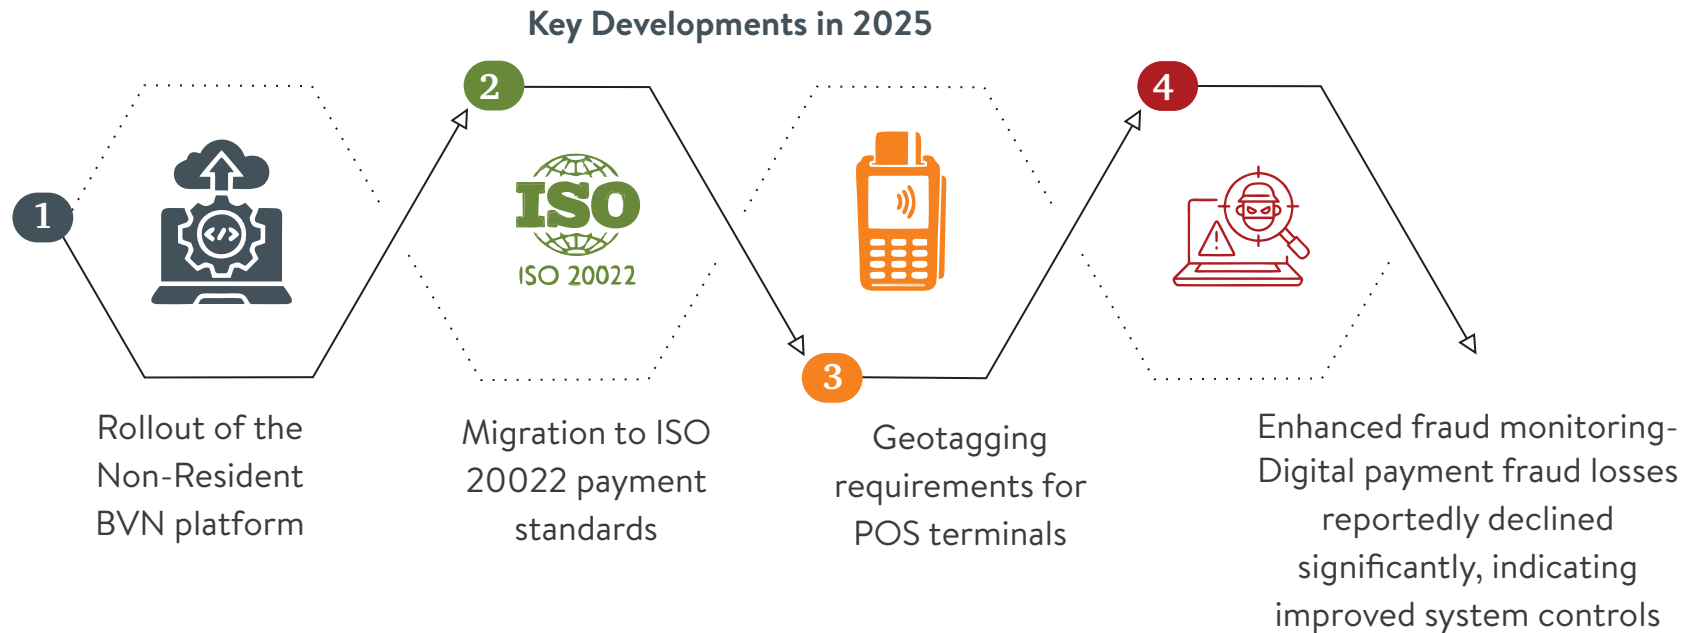 Key Developments in 2025
1
2
3
4
ISO
ISO 20022
</>
Rollout of the
Non-Resident
BVN platform
Migration to ISO
20022 payment
standards
Geotagging
requirements for
POS terminals
Enhanced fraud monitoring-
Digital payment fraud losses
reportedly declined
significantly, indicating
improved system controls